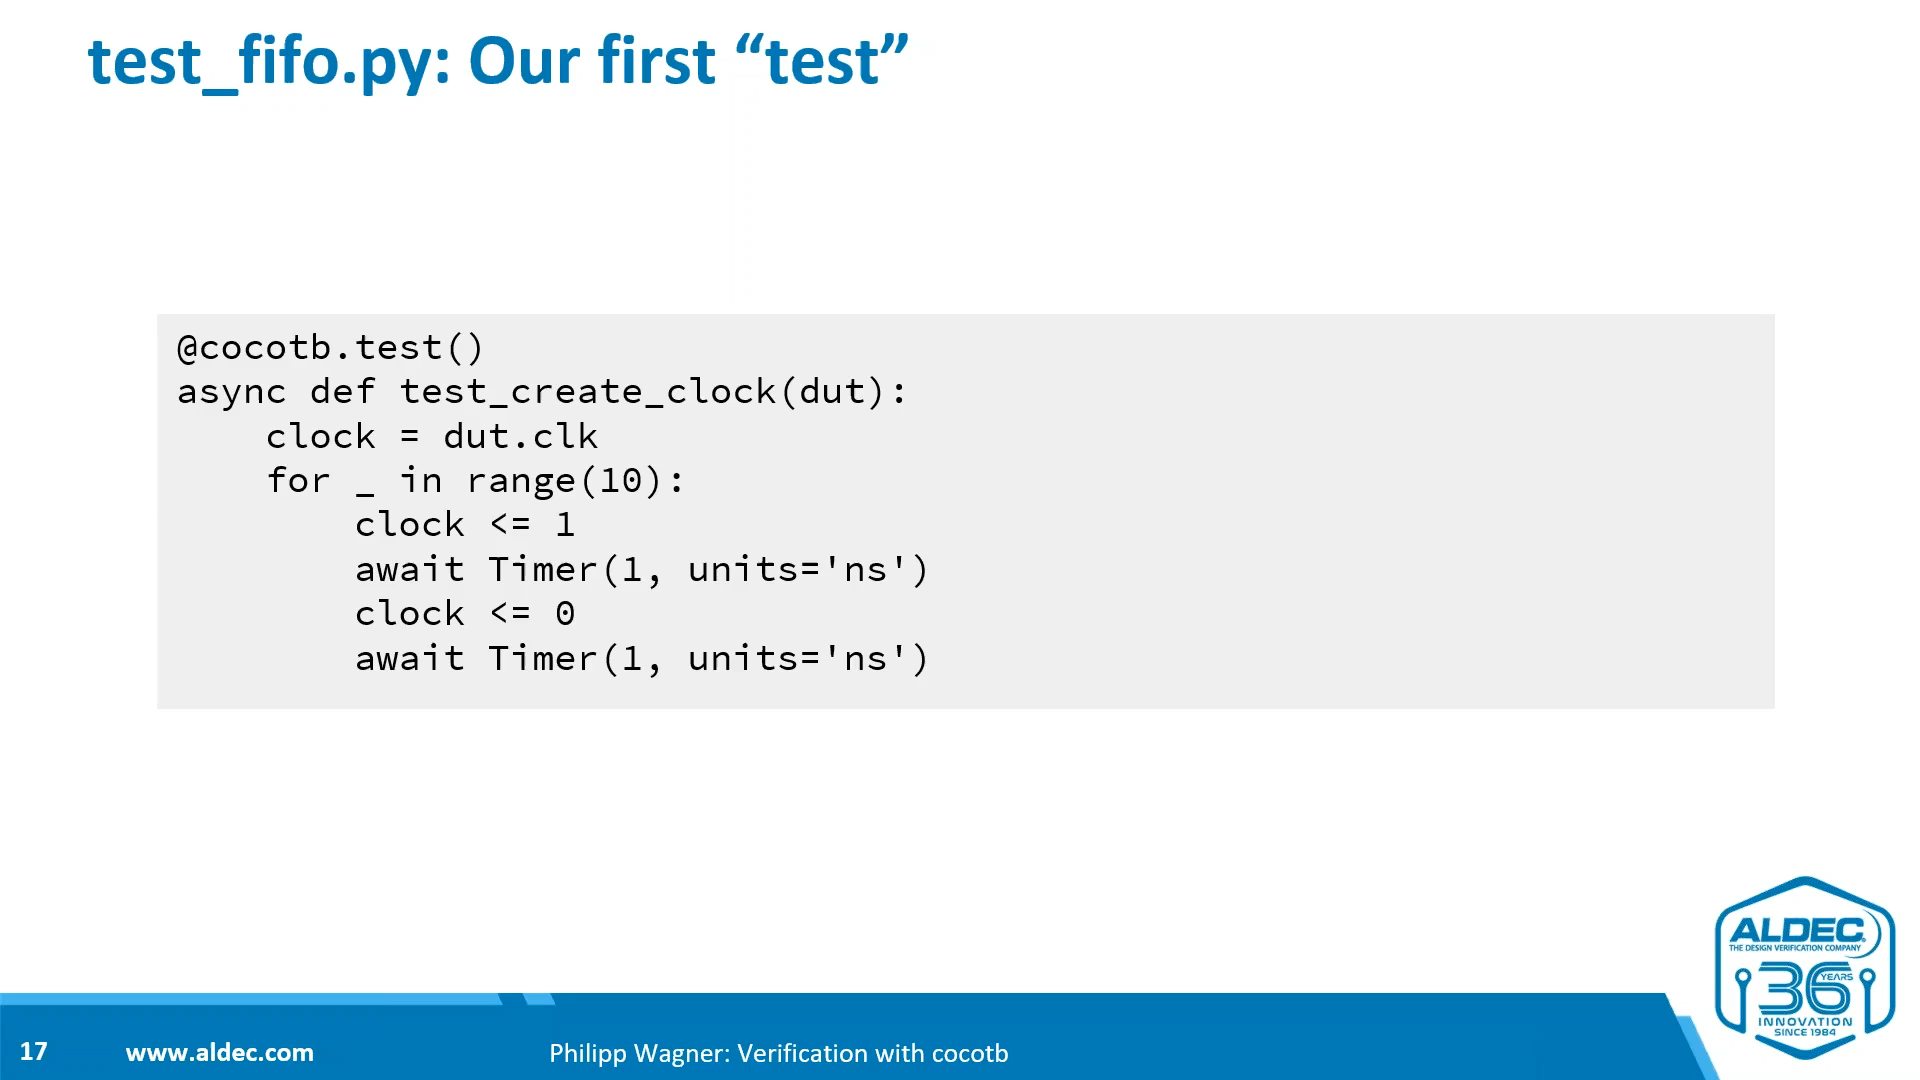 test_fifo.py: Our first “test”
@cocotb.test()
async def test_create_clock(dut):
    clock = dut.clk
    for _ in range(10):
        clock <= 1
        await Timer(1, units='ns')
        clock <= 0
        await Timer(1, units='ns')
ALDEC
THE DESIGN VERIFICATION COMPANY
36 YEARS
INNOVATION
SINCE 1984
17 www.aldec.com Philipp Wagner: Verification with cocotb